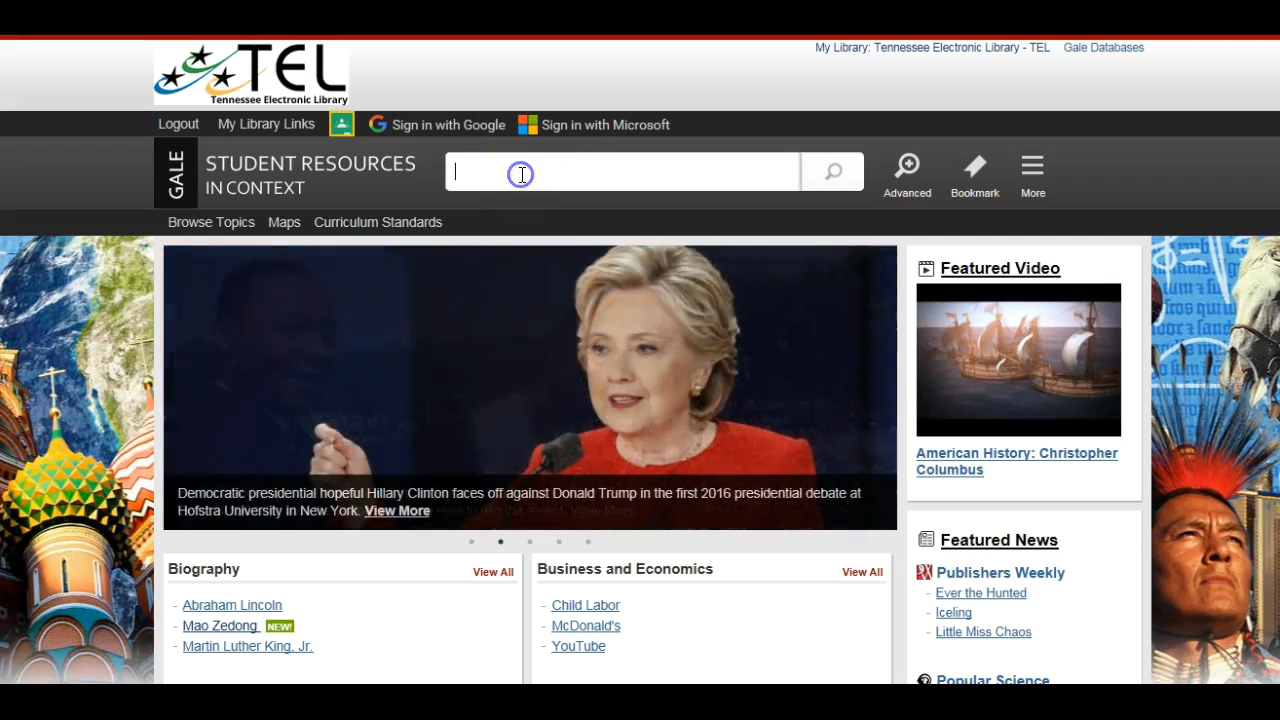 My Library: Tennessee Electronic Library - TEL Gale Databases
TEL
Tennessee Electronic Library
Logout My Library Links Sign in with Google Sign in with Microsoft
GALE
STUDENT RESOURCES
IN CONTEXT
Advanced Bookmark More
Browse Topics Maps Curriculum Standards
Democratic presidential hopeful Hillary Clinton faces off against Donald Trump in the first 2016 presidential debate at
Hofstra University in New York. View More
Biography View All
- Abraham Lincoln
- Mao Zedong NEW!
- Martin Luther King, Jr.
Business and Economics View All
- Child Labor
- McDonald's
- YouTube
Featured Video
American History: Christopher
Columbus
Featured News
Publishers Weekly
- Ever the Hunted
- Iceling
- Little Miss Chaos
Popular Science